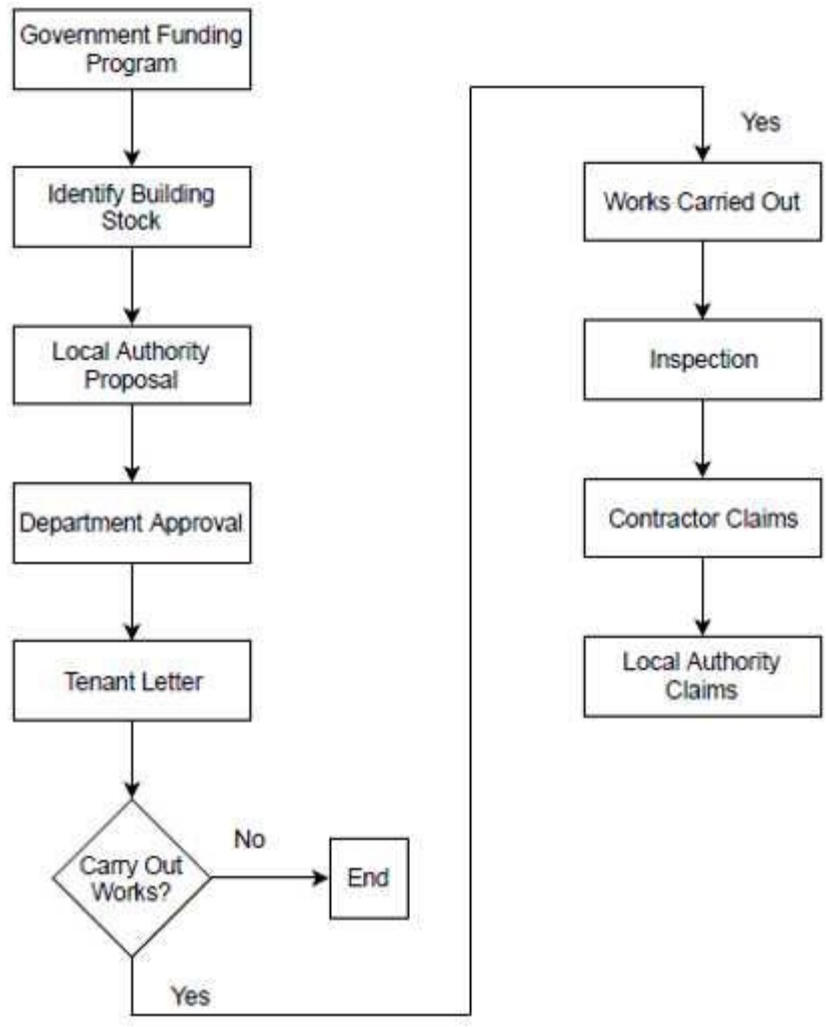 Government Funding
Program
Identify Building
Stock
Local Authority
Proposal
Department Approval
Tenant Letter
Carry Out
Works?
No
End
Yes
Yes
Works Carried Out
Inspection
Contractor Claims
Local Authority
Claims